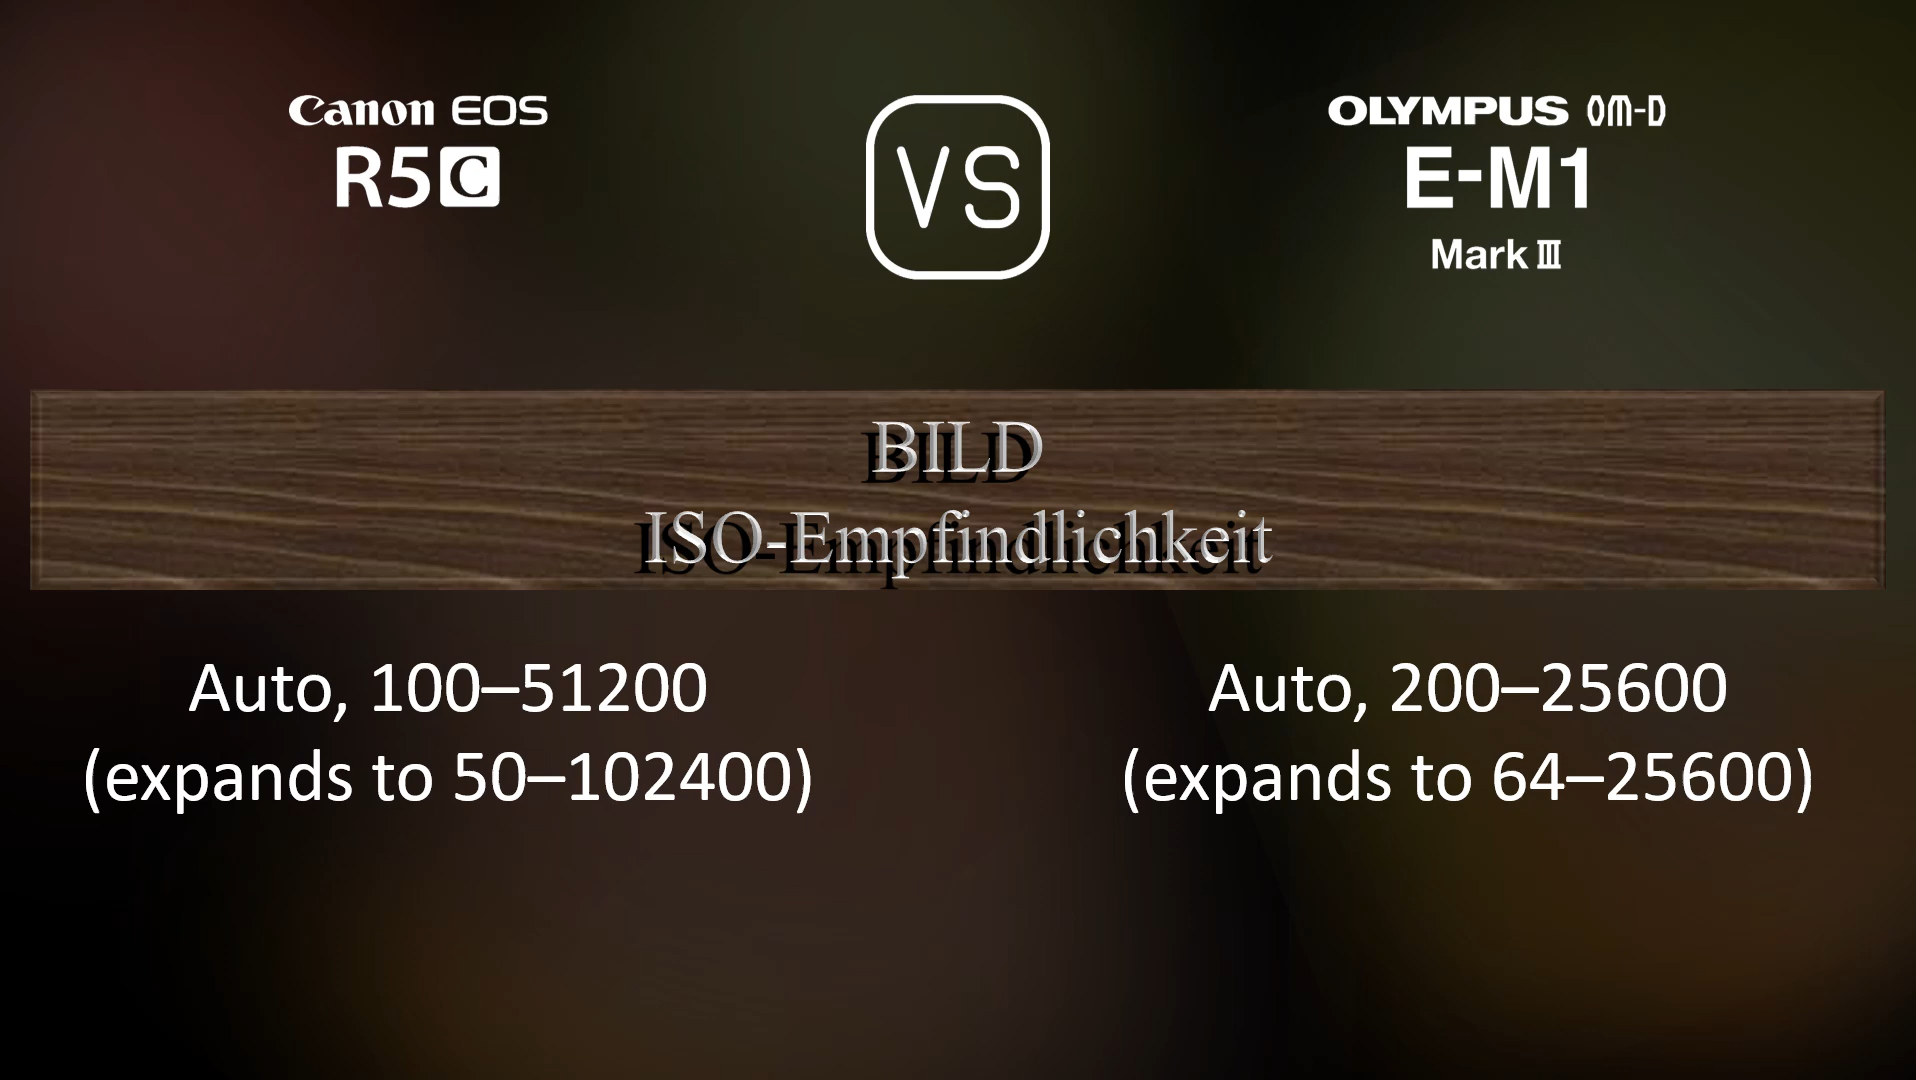 Canon EOS
R5 C
VS
OLYMPUS OM-D
E-M1
Mark III
BILD
ISO-Empfindlichkeit
Auto, 100–51200
(expands to 50–102400)
Auto, 200–25600
(expands to 64–25600)